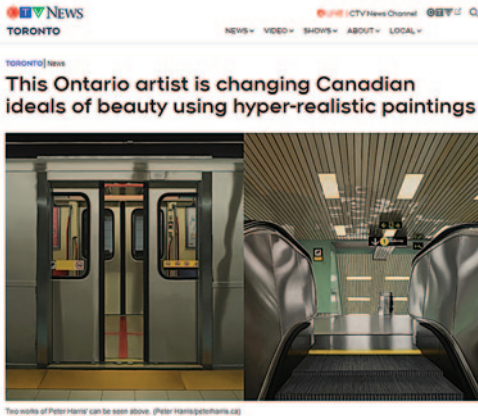 CTV NEWS
LIVE | CTV News Channel
CTV
TORONTO
NEWS VIDEO SHOWS ABOUT LOCAL
TORONTO | News
This Ontario artist is changing Canadian
ideals of beauty using hyper-realistic paintings
Two works of Peter Harris' can be seen above. (Peter Harris/peterharris.ca)